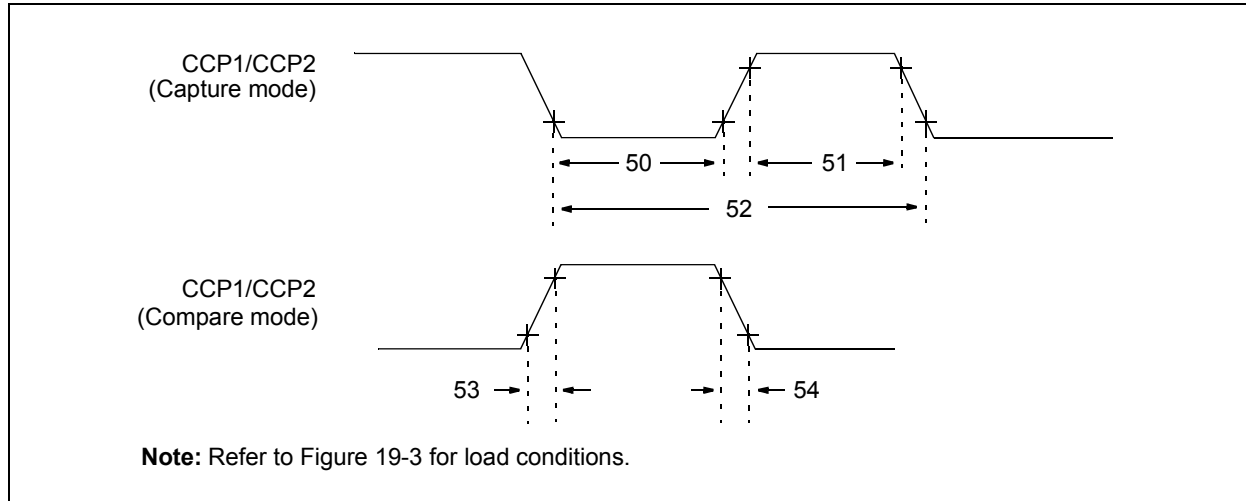 CCP1/CCP2
(Capture mode)
50
51
52
CCP1/CCP2
(Compare mode)
53
54
Note: Refer to Figure 19-3 for load conditions.